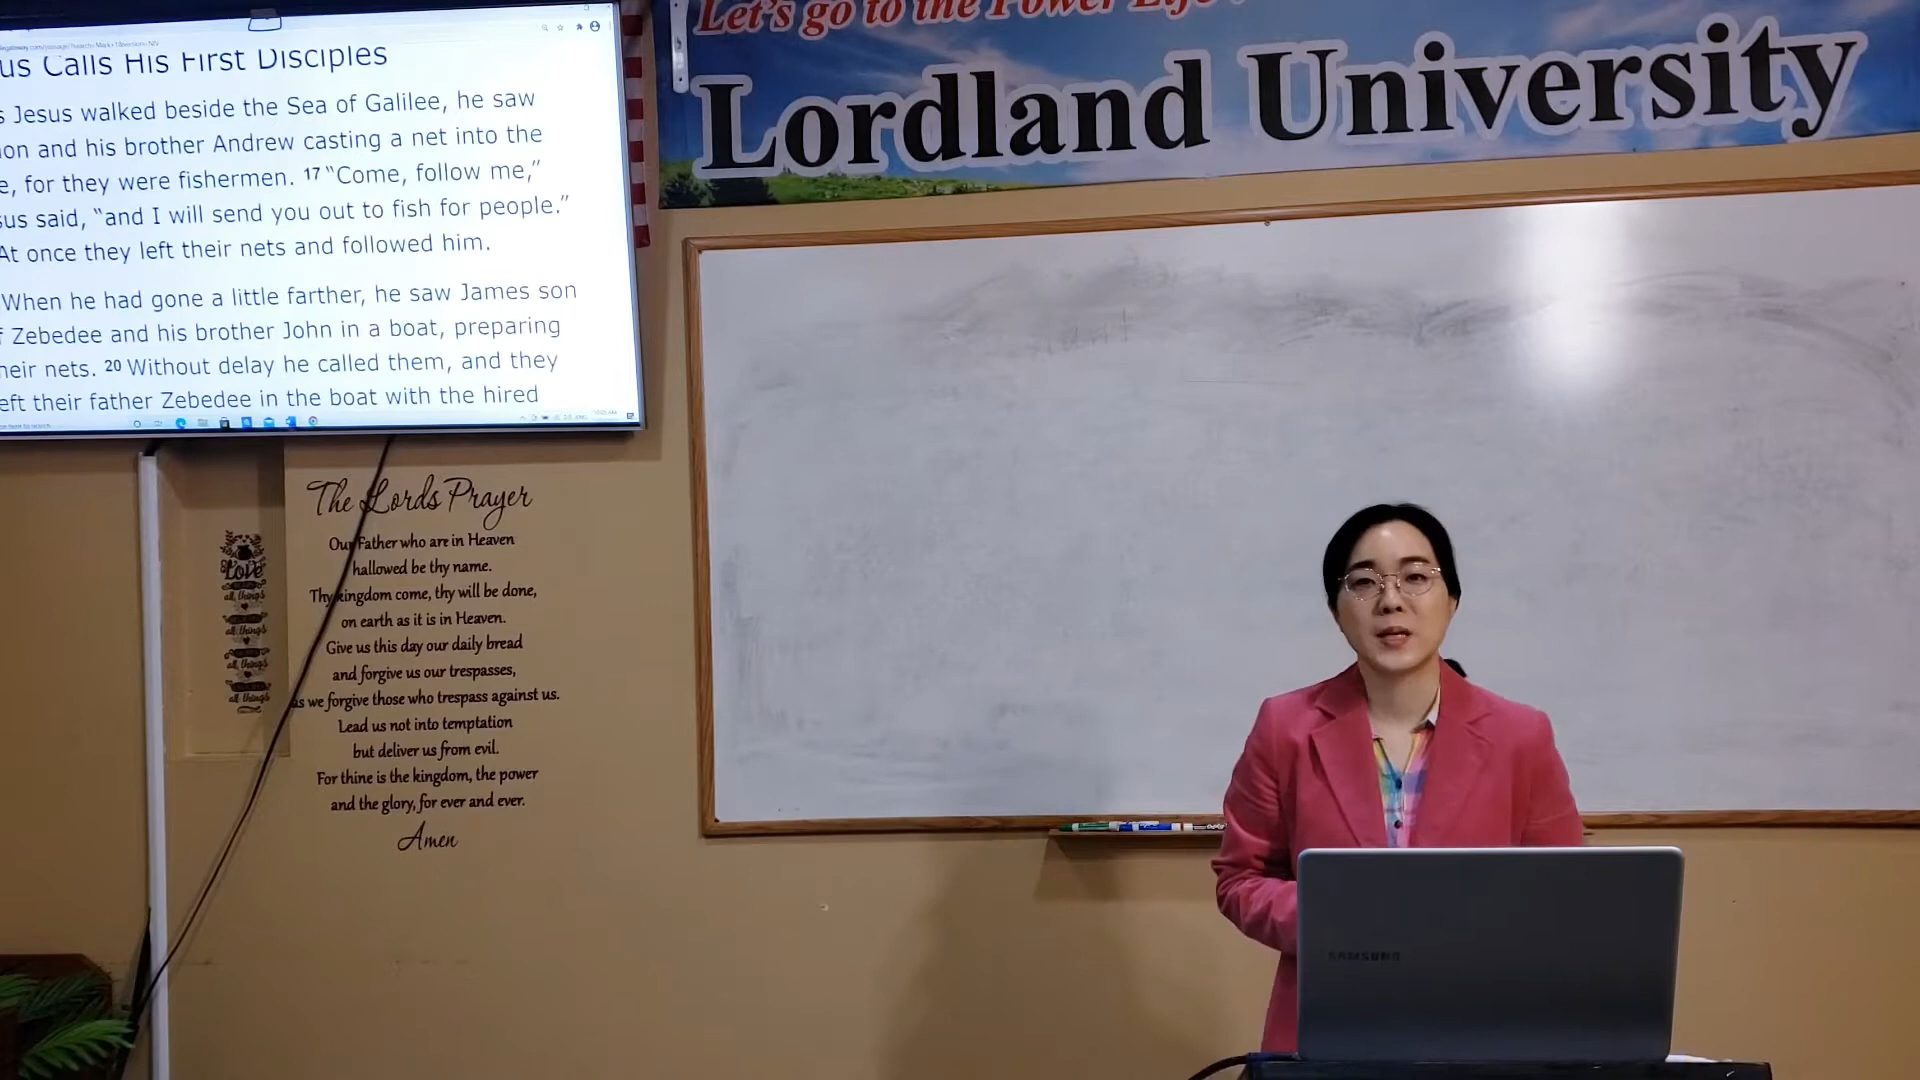 us Calls His First Disciples
s Jesus walked beside the Sea of Galilee, he saw
on and his brother Andrew casting a net into the
e, for they were fishermen. 17 “Come, follow me,”
sus said, “and I will send you out to fish for people.”
At once they left their nets and followed him.
When he had gone a little farther, he saw James son
f Zebedee and his brother John in a boat, preparing
heir nets. 20 Without delay he called them, and they
eft their father Zebedee in the boat with the hired
Let's go to the Power Life
Lordland University
The Lords Prayer
Our Father who are in Heaven
hallowed be thy name.
Thy kingdom come, thy will be done,
on earth as it is in Heaven.
Give us this day our daily bread
and forgive us our trespasses,
as we forgive those who trespass against us.
Lead us not into temptation
but deliver us from evil.
For thine is the kingdom, the power
and the glory, for ever and ever.
Amen
Love
all things
all things
all things
all things
SAMSUNG